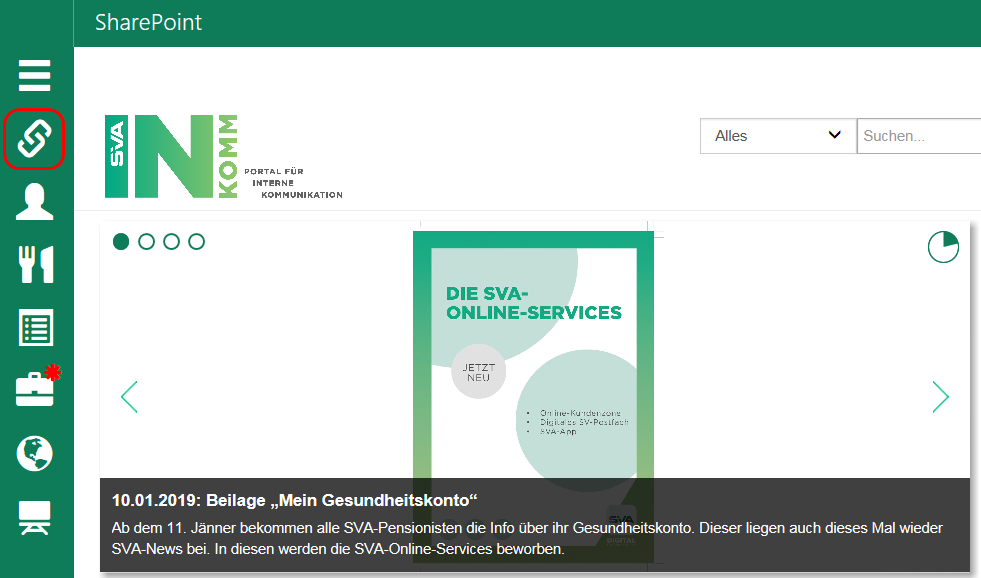 SharePoint
SVA
IN
KOMM
PORTAL FÜR
INTERNE
KOMMUNIKATION
Alles
Suchen...
DIE SVA-
ONLINE-SERVICES
JETZT
NEU
• Online-Kundenzone
• Digitales SV-Postfach
• SVA-App
10.01.2019: Beilage „Mein Gesundheitskonto“
Ab dem 11. Jänner bekommen alle SVA-Pensionisten die Info über ihr Gesundheitskonto. Dieser liegen auch dieses Mal wieder
SVA-News bei. In diesen werden die SVA-Online-Services beworben.
SVA
DIGITAL